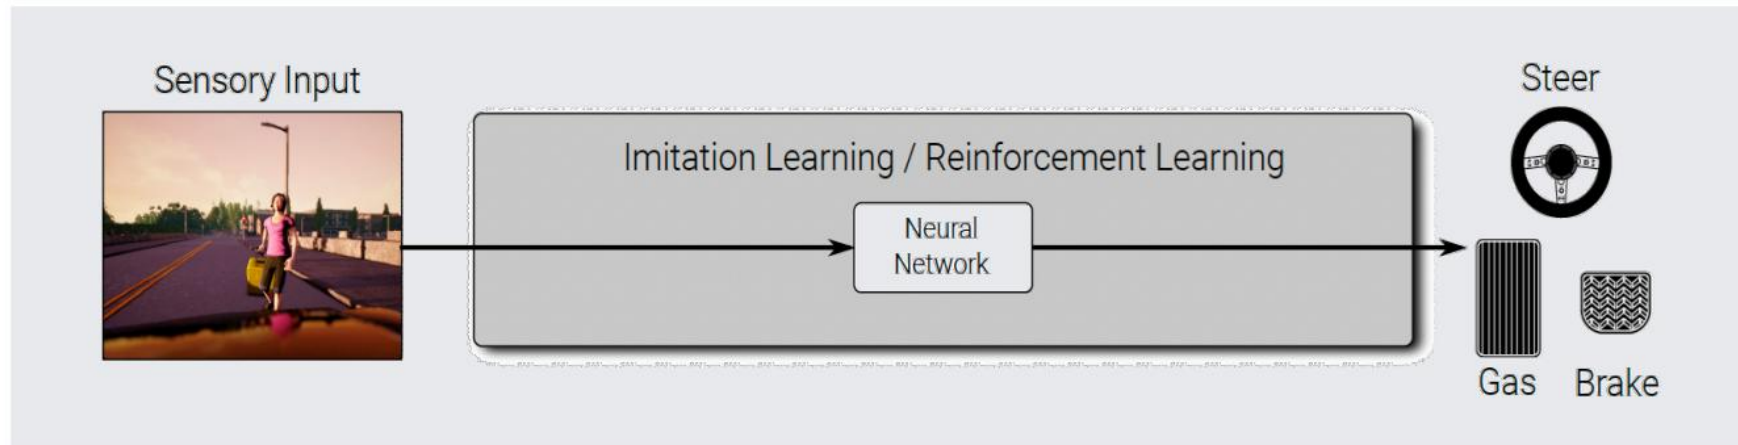 Sensory Input
Imitation Learning / Reinforcement Learning
Neural
Network
Steer
Gas
Brake